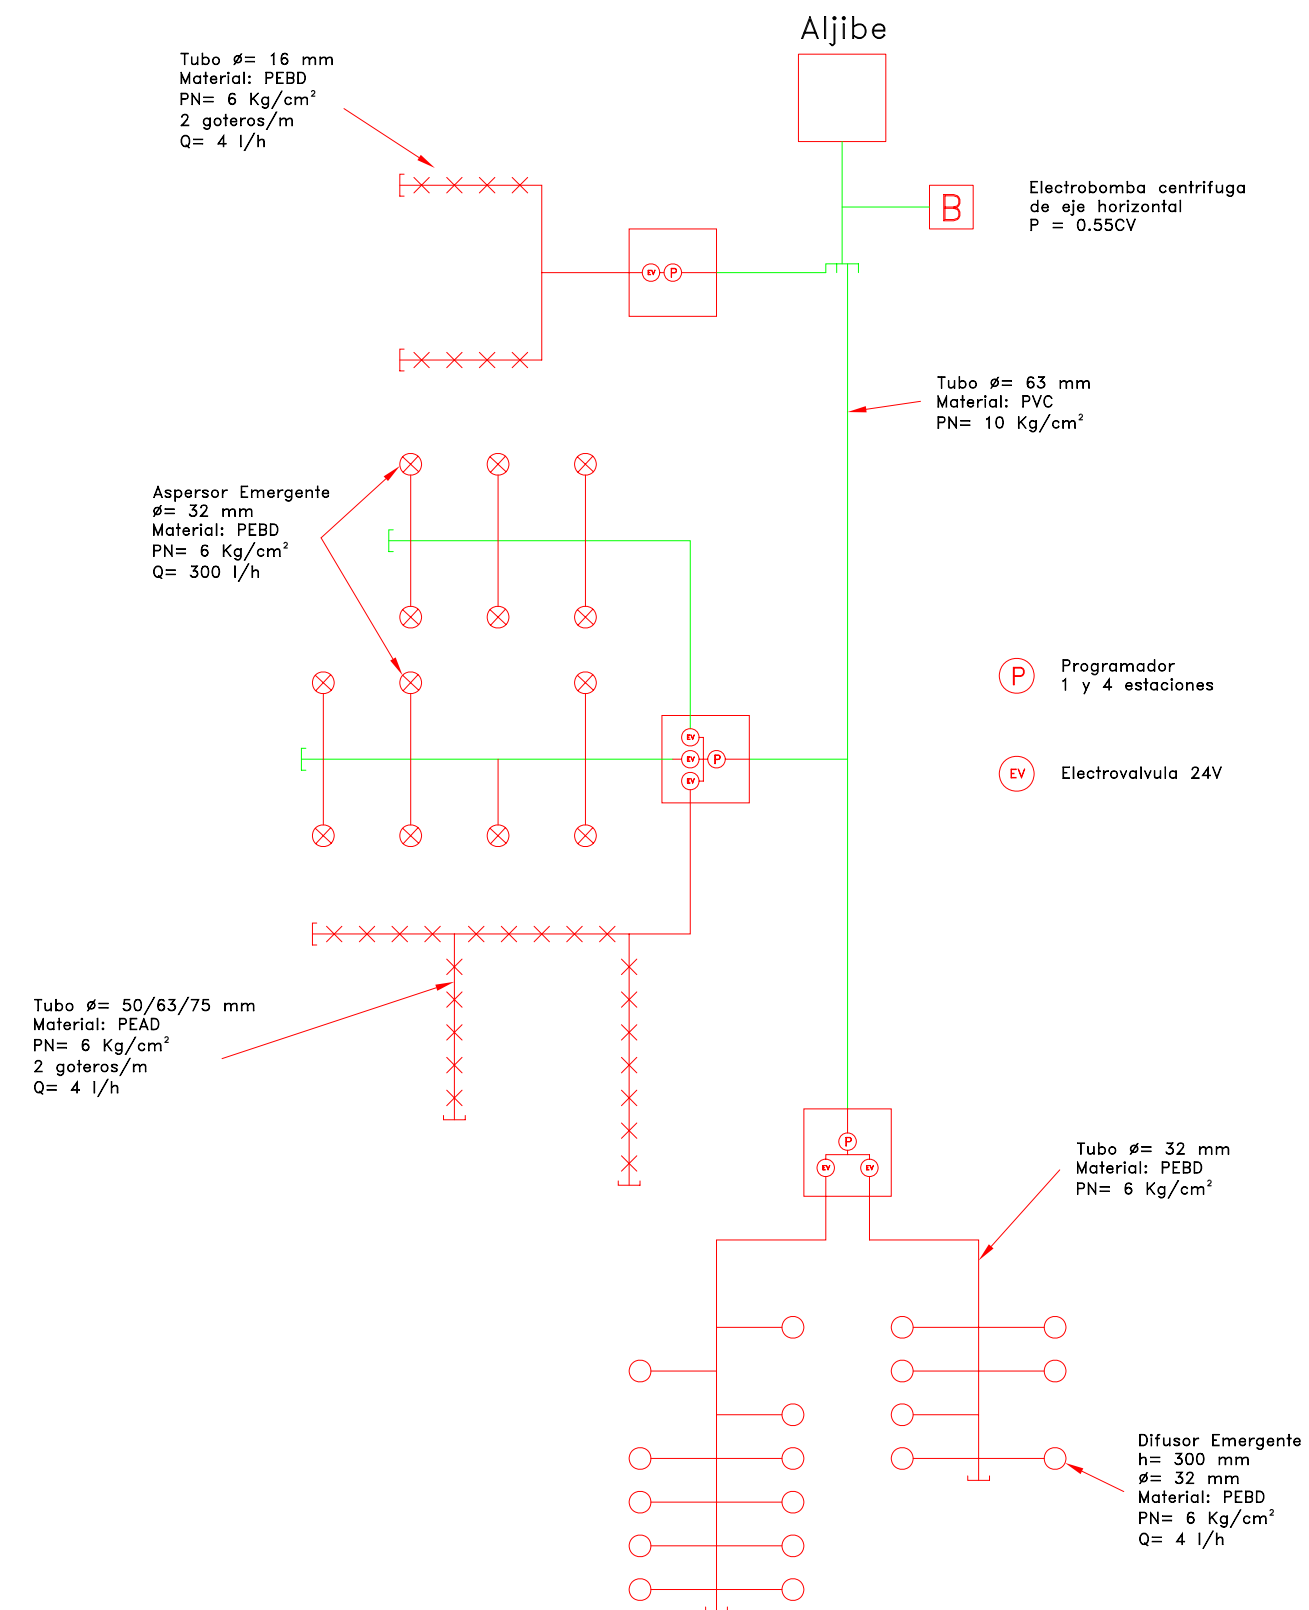 Aljibe
Tubo ø= 16 mm
Material: PEBD
PN= 6 Kg/cm²
2 goteros/m
Q= 4 l/h
B
Electrobomba centrifuga
de eje horizontal
P = 0.55CV
EV
P
Tubo ø= 63 mm
Material: PVC
PN= 10 Kg/cm²
Aspersor Emergente
ø= 32 mm
Material: PEBD
PN= 6 Kg/cm²
Q= 300 l/h
P
Programador
1 y 4 estaciones
EV
EV
P
EV
EV
Electrovalvula 24V
Tubo ø= 50/63/75 mm
Material: PEAD
PN= 6 Kg/cm²
2 goteros/m
Q= 4 l/h
P
EV
EV
Tubo ø= 32 mm
Material: PEBD
PN= 6 Kg/cm²
Difusor Emergente
h= 300 mm
ø= 32 mm
Material: PEBD
PN= 6 Kg/cm²
Q= 4 l/h